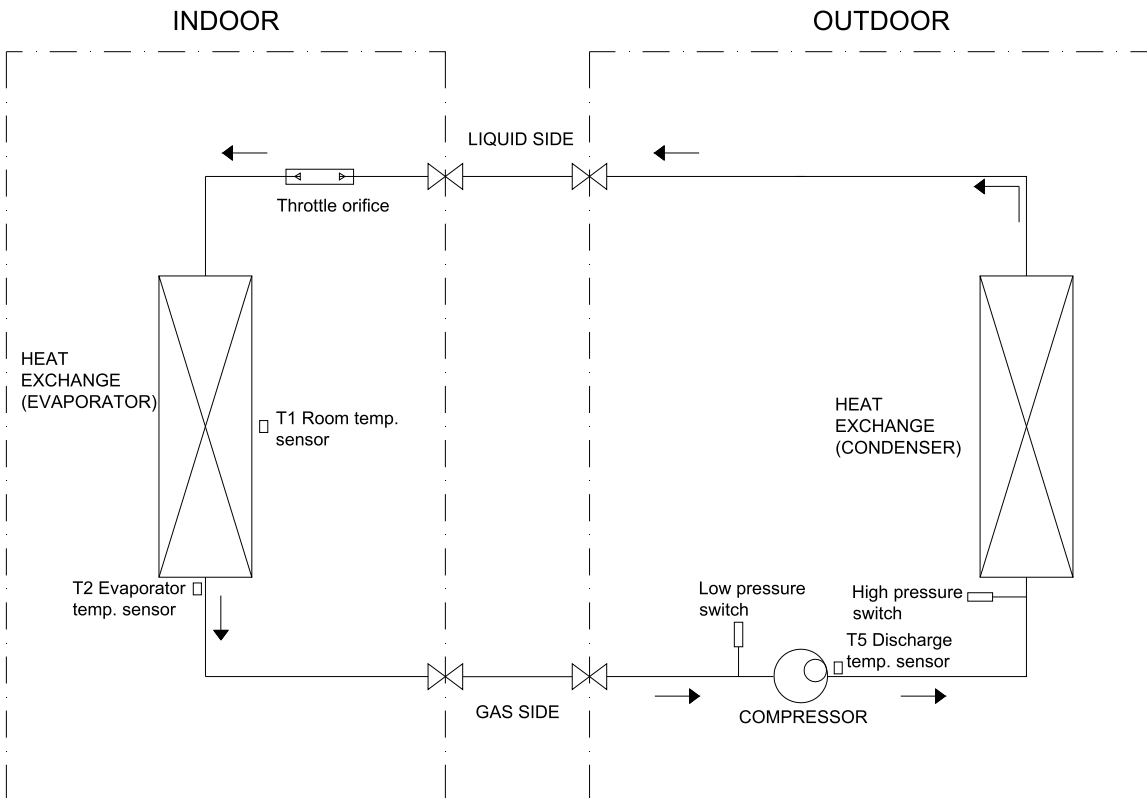 INDOOR
OUTDOOR
LIQUID SIDE
Throttle orifice
HEAT
EXCHANGE
(EVAPORATOR)
T1 Room temp.
sensor
HEAT
EXCHANGE
(CONDENSER)
T2 Evaporator
temp. sensor
Low pressure
switch
High pressure
switch
T5 Discharge
temp. sensor
GAS SIDE
COMPRESSOR